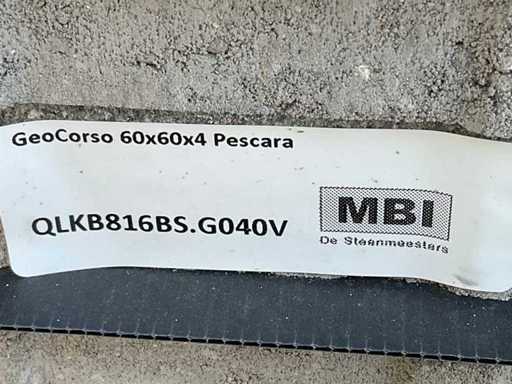 GeoCorso 60x60x4 Pescara
QLKB816BS.G040V
MBI
De Steenmeesters